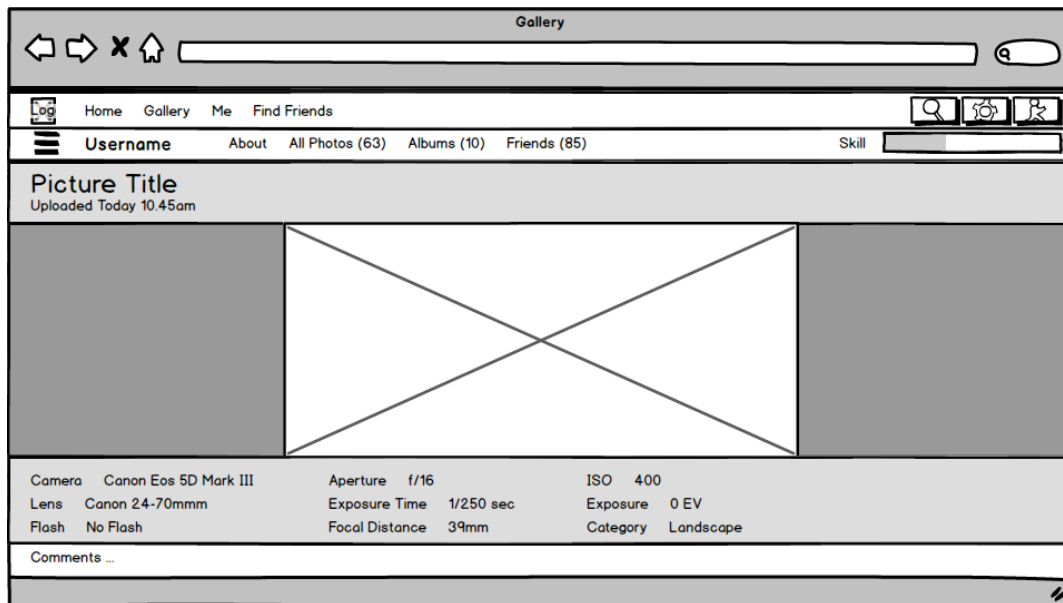 Gallery
Log Home Gallery Me Find Friends
Username About All Photos (63) Albums (10) Friends (85) Skill
Picture Title
Uploaded Today 10.45am
Camera Canon Eos 5D Mark III Aperture f/16 ISO 400
Lens Canon 24-70mmm Exposure Time 1/250 sec Exposure 0 EV
Flash No Flash Focal Distance 39mm Category Landscape
Comments ...